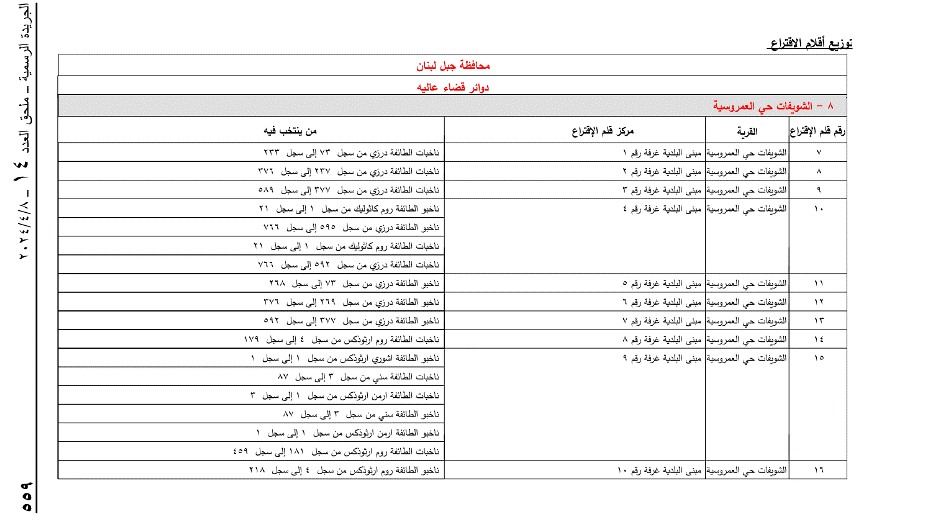 الجريدة الرسمية – ملحق العدد ١٤ – ٢٠٢٤/٤/٨
توزيع أقلام الاقتراع
محافظة جبل لبنان
دوائر قضاء عاليه
٨ - الشويفات حي العمروسية
رقم قلم الإقتراع القرية مركز قلم الإقتراع من ينتخب فيه
٧ الشويفات حي العمروسية مبنى البلدية غرفة رقم ١ ناخبات الطائفة درزي من سجل ٧٣ إلى سجل ٢٣٣
٨ الشويفات حي العمروسية مبنى البلدية غرفة رقم ٢ ناخبات الطائفة درزي من سجل ٢٣٧ إلى سجل ٣٧٦
٩ الشويفات حي العمروسية مبنى البلدية غرفة رقم ٣ ناخبات الطائفة درزي من سجل ٣٧٧ إلى سجل ٥٨٩
١٠ الشويفات حي العمروسية مبنى البلدية غرفة رقم ٤ ناخبو الطائفة روم كاثوليك من سجل ١ إلى سجل ٢١
ناخبو الطائفة درزي من سجل ٥٩٥ إلى سجل ٧٦٦
ناخبات الطائفة روم كاثوليك من سجل ١ إلى سجل ٢١
ناخبات الطائفة درزي من سجل ٥٩٢ إلى سجل ٧٦٦
١١ الشويفات حي العمروسية مبنى البلدية غرفة رقم ٥ ناخبو الطائفة درزي من سجل ٧٣ إلى سجل ٢٦٨
١٢ الشويفات حي العمروسية مبنى البلدية غرفة رقم ٦ ناخبو الطائفة درزي من سجل ٢٦٩ إلى سجل ٣٧٦
١٣ الشويفات حي العمروسية مبنى البلدية غرفة رقم ٧ ناخبو الطائفة درزي من سجل ٣٧٧ إلى سجل ٥٩٢
١٤ الشويفات حي العمروسية مبنى البلدية غرفة رقم ٨ ناخبات الطائفة روم ارثوذكس من سجل ٤ إلى سجل ١٧٩
١٥ الشويفات حي العمروسية مبنى البلدية غرفة رقم ٩ ناخبو الطائفة اشوري ارثوذكس من سجل ١ إلى سجل ١
ناخبات الطائفة سني من سجل ٣ إلى سجل ٨٧
ناخبات الطائفة ارمن ارثوذكس من سجل ١ إلى سجل ٣
ناخبو الطائفة سني من سجل ٣ إلى سجل ٨٧
ناخبو الطائفة ارمن ارثوذكس من سجل ١ إلى سجل ١
ناخبات الطائفة روم ارثوذكس من سجل ١٨١ إلى سجل ٤٥٩
١٦ الشويفات حي العمروسية مبنى البلدية غرفة رقم ١٠ ناخبو الطائفة روم ارثوذكس من سجل ٤ إلى سجل ٢١٨
٥٥٩